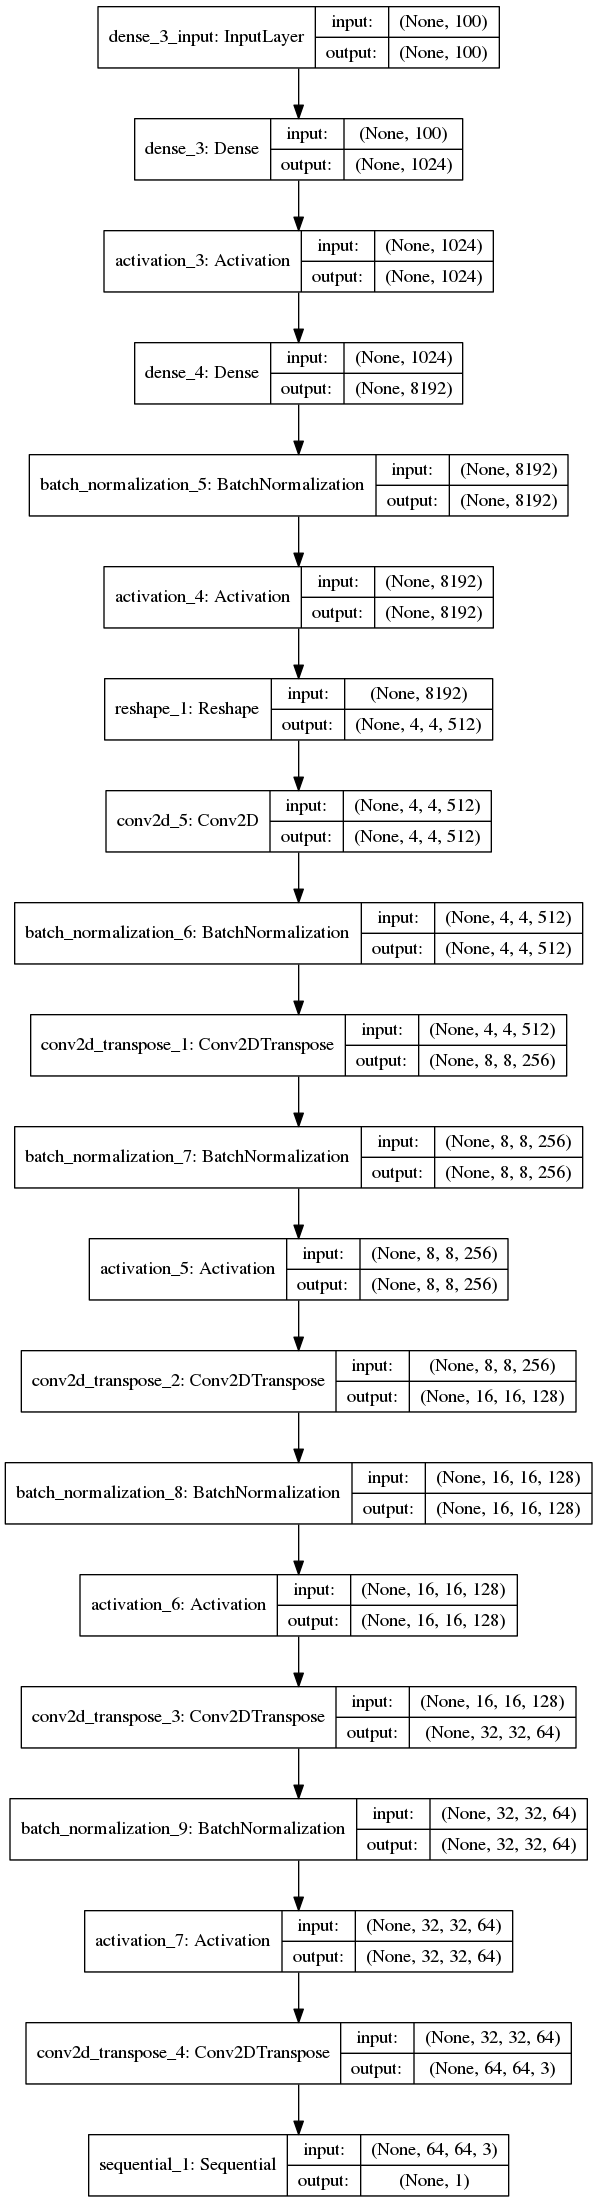 dense_3_input: InputLayer
input:
(None, 100)
output:
(None, 100)
dense_3: Dense
input:
(None, 100)
output:
(None, 1024)
activation_3: Activation
input:
(None, 1024)
output:
(None, 1024)
dense_4: Dense
input:
(None, 1024)
output:
(None, 8192)
batch_normalization_5: BatchNormalization
input:
(None, 8192)
output:
(None, 8192)
activation_4: Activation
input:
(None, 8192)
output:
(None, 8192)
reshape_1: Reshape
input:
(None, 8192)
output:
(None, 4, 4, 512)
conv2d_5: Conv2D
input:
(None, 4, 4, 512)
output:
(None, 4, 4, 512)
batch_normalization_6: BatchNormalization
input:
(None, 4, 4, 512)
output:
(None, 4, 4, 512)
conv2d_transpose_1: Conv2DTranspose
input:
(None, 4, 4, 512)
output:
(None, 8, 8, 256)
batch_normalization_7: BatchNormalization
input:
(None, 8, 8, 256)
output:
(None, 8, 8, 256)
activation_5: Activation
input:
(None, 8, 8, 256)
output:
(None, 8, 8, 256)
conv2d_transpose_2: Conv2DTranspose
input:
(None, 8, 8, 256)
output:
(None, 16, 16, 128)
batch_normalization_8: BatchNormalization
input:
(None, 16, 16, 128)
output:
(None, 16, 16, 128)
activation_6: Activation
input:
(None, 16, 16, 128)
output:
(None, 16, 16, 128)
conv2d_transpose_3: Conv2DTranspose
input:
(None, 16, 16, 128)
output:
(None, 32, 32, 64)
batch_normalization_9: BatchNormalization
input:
(None, 32, 32, 64)
output:
(None, 32, 32, 64)
activation_7: Activation
input:
(None, 32, 32, 64)
output:
(None, 32, 32, 64)
conv2d_transpose_4: Conv2DTranspose
input:
(None, 32, 32, 64)
output:
(None, 64, 64, 3)
sequential_1: Sequential
input:
(None, 64, 64, 3)
output:
(None, 1)